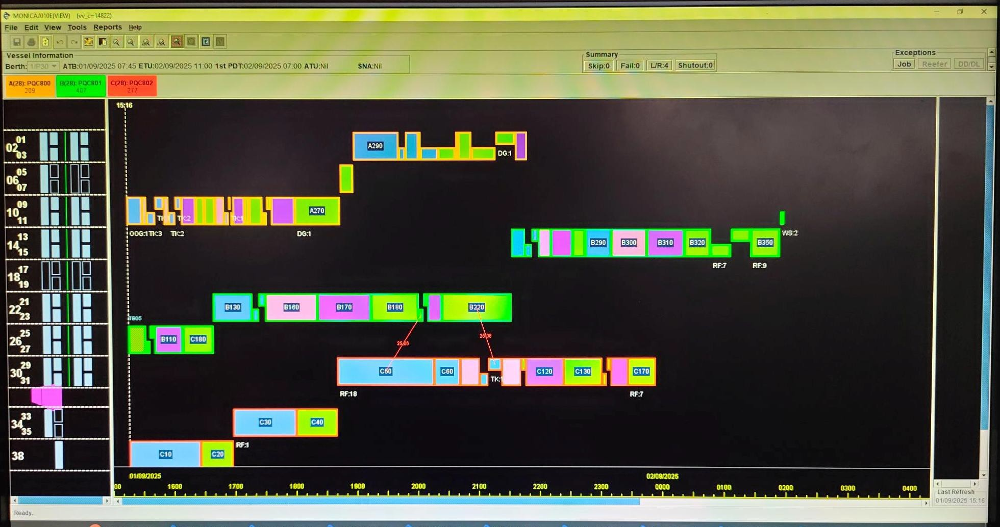 MONICA/010E(VIEW) (vv_c=14822)
File Edit View Tools Reports Help
Vessel Information
Berth: 1/P30 ATB:01/09/2025 07:45 ETU:02/09/2025 11:00 1st PDT:02/09/2025 07:00 ATU:Nil SNA:Nil
Summary
Skip:0 Fail:0 L/R:4 Shutout:0
Exceptions
Job Reefer DD/DL
A(28): PQC800
209
B(28): PQC801
407
C(28): PQC802
277
15:16
01
02
03
A290
DG:1
05
06
07
09
10
11
TK:2
TK:1
A270
OOG:1 TK:3
TK:2
DG:1
13
14
15
B290 B300 B310 B320 B350
WS:2
RF:7 RF:9
17
18
19
21
22
23
B130 B160 B170 B180 B220
TB05
25
26
27
B110 C180
25.06
25.06
29
30
31
C50 C60 C120 C130 C170
TK:1
RF:18
RF:7
33
34
35
C30 C40
RF:1
38
C10 C20
01/09/2025 02/09/2025
00 1600 1700 1800 1900 2000 2100 2200 2300 0000 0100 0200 0300 0400
Last Refresh
01/09/2025 15:16
Ready.